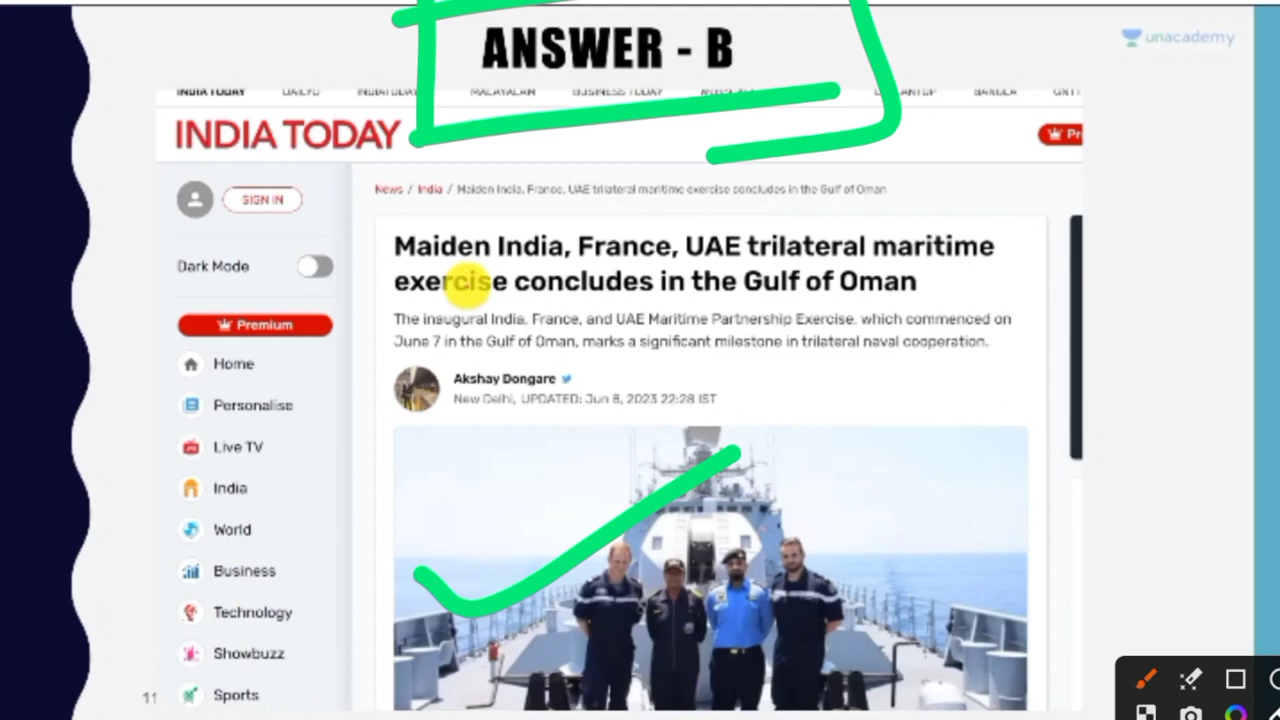 ANSWER - B
unacademy
INDIA TODAY
MALAYALAM
BUSINESS TODAY
BANGLA
INDIA TODAY
SIGN IN
News / India / Maiden India, France, UAE trilateral maritime exercise concludes in the Gulf of Oman
Dark Mode
Maiden India, France, UAE trilateral maritime
exercise concludes in the Gulf of Oman
Premium
The inaugural India, France, and UAE Maritime Partnership Exercise, which commenced on
June 7 in the Gulf of Oman, marks a significant milestone in trilateral naval cooperation.
Home
Akshay Dongare
New Delhi, UPDATED: Jun 8, 2023 22:28 IST
Personalise
Live TV
India
World
Business
Technology
Showbuzz
Sports
11